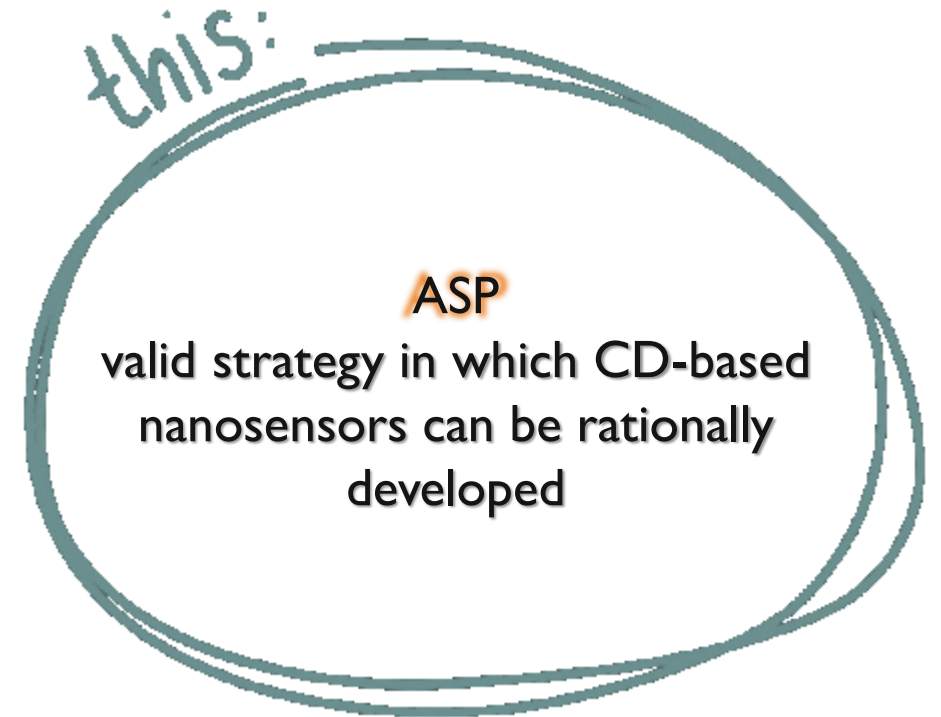 this:
ASP
valid strategy in which CD-based
nanosensors can be rationally
developed